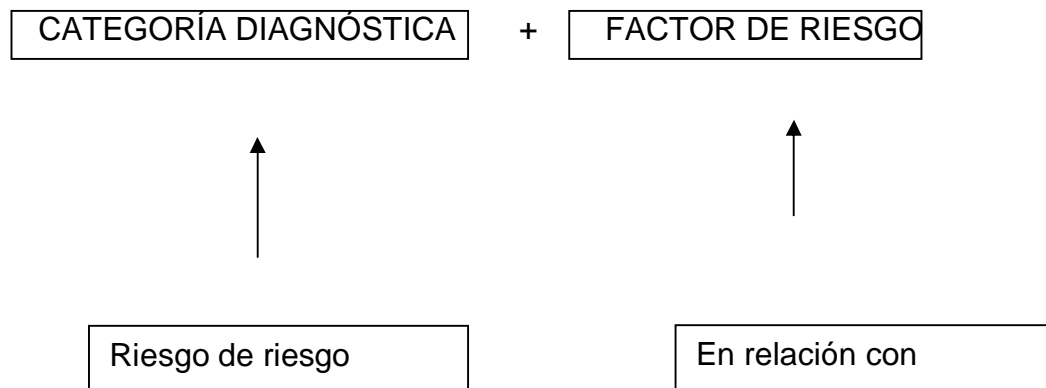 CATEGORÍA DIAGNÓSTICA + FACTOR DE RIESGO
Riesgo de riesgo En relación con